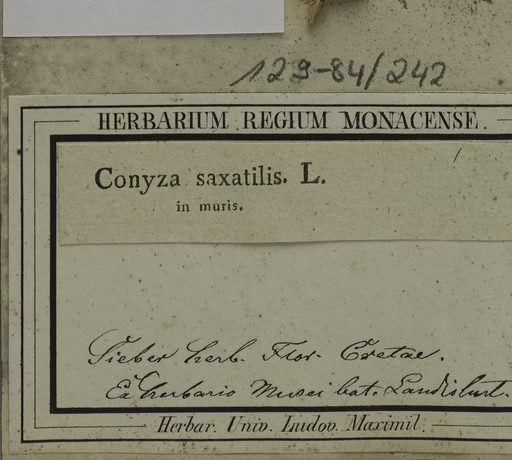 129-84/242
HERBARIUM REGIUM MONACENSE.
Conyza saxatilis. L.
in muris.
Sieber herb. Flor. Cretae.
Ex herbario Musei bot. Landishut.
Herbar. Univ. Ludov. Maximil.